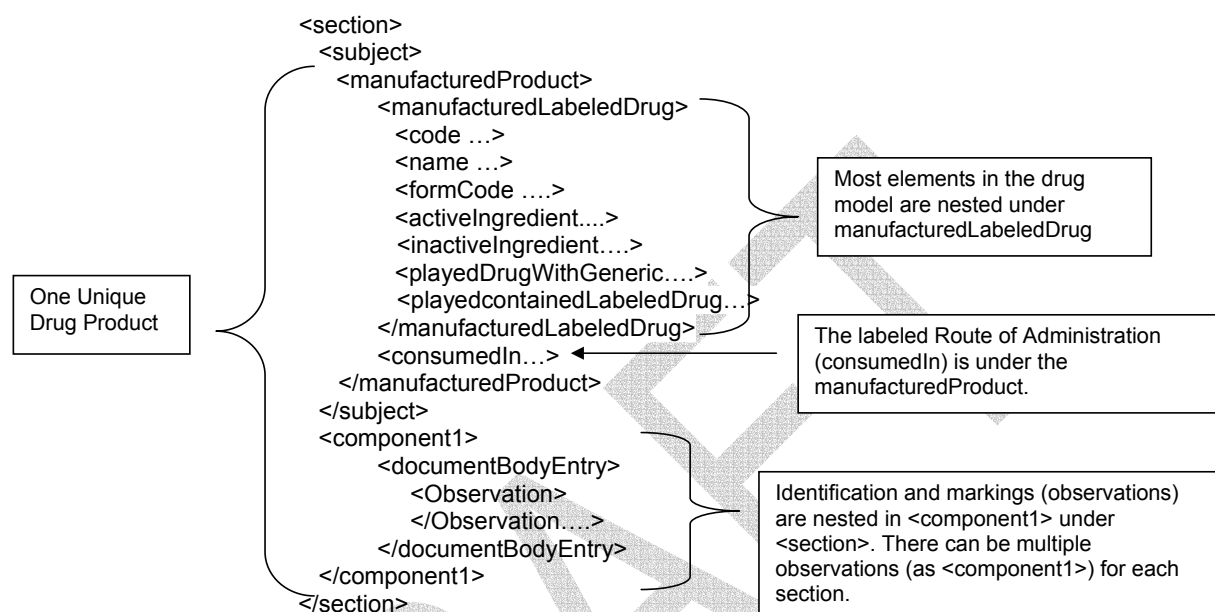 <section>
<subject>
<manufacturedProduct>
<manufacturedLabeledDrug>
<code …>
<name …>
<formCode ….>
<activeIngredient....>
<inactiveIngredient….>
<playedDrugWithGeneric….>
<playedcontainedLabeledDrug…>
</manufacturedLabeledDrug>
<consumedIn…>
</manufacturedProduct>
</subject>
<component1>
<documentBodyEntry>
<Observation>
</Observation….>
</documentBodyEntry>
</component1>
</section>
One Unique
Drug Product
Most elements in the drug
model are nested under
manufacturedLabeledDrug
The labeled Route of Administration
(consumedIn) is under the
manufacturedProduct.
Identification and markings (observations)
are nested in <component1> under
<section>. There can be multiple
observations (as <component1>) for each
section.